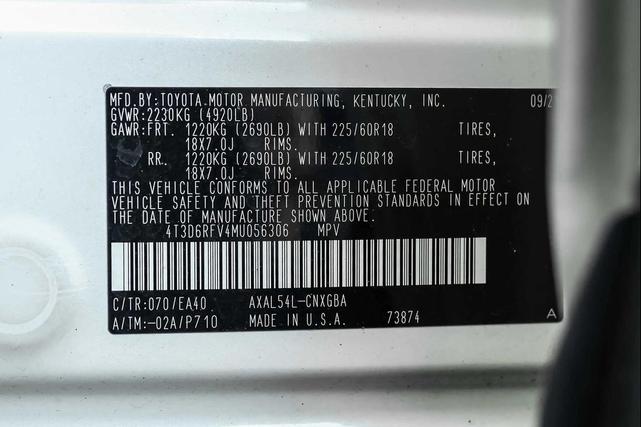 MFD.BY:TOYOTA MOTOR MANUFACTURING, KENTUCKY, INC. 09/2
GVWR:2230KG (4920LB)
GAWR:FRT. 1220KG (2690LB) WITH 225/60R18 TIRES,
18X7.0J RIMS.
RR. 1220KG (2690LB) WITH 225/60R18 TIRES,
18X7.0J RIMS.
THIS VEHICLE CONFORMS TO ALL APPLICABLE FEDERAL MOTOR
VEHICLE SAFETY AND THEFT PREVENTION STANDARDS IN EFFECT ON
THE DATE OF MANUFACTURE SHOWN ABOVE.
4T3D6RFV4MU056306 MPV
C/TR:070/EA40. AXAL54L-CNXGBA
A/TM:-02A/P710 MADE IN U.S.A. 73874 A